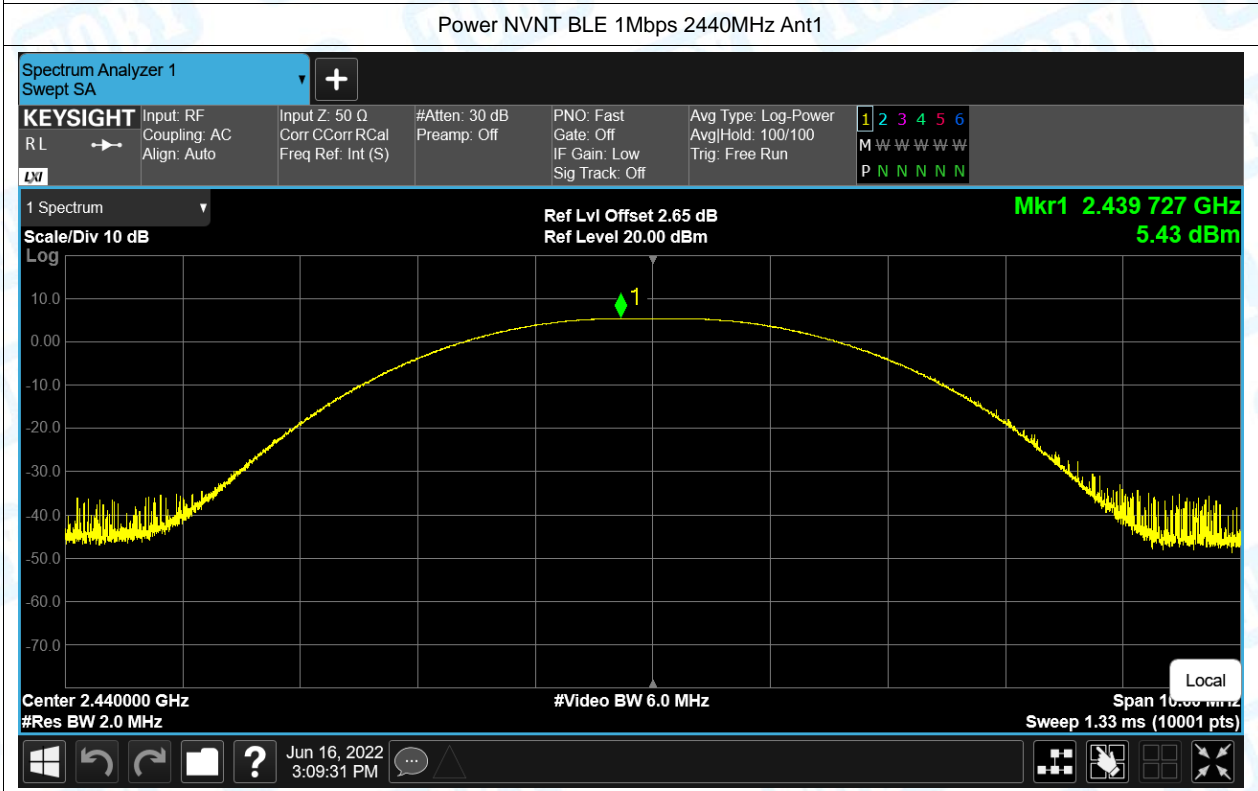 Power NVNT BLE 1Mbps 2440MHz Ant1
Spectrum Analyzer 1
Swept SA
KEYSIGHT
R L
LXI
Input: RF
Coupling: AC
Align: Auto
Input Z: 50 Ω
Corr CCorr RCal
Freq Ref: Int (S)
#Atten: 30 dB
Preamp: Off
PNO: Fast
Gate: Off
IF Gain: Low
Sig Track: Off
Avg Type: Log-Power
Avg|Hold: 100/100
Trig: Free Run
1 2 3 4 5 6
M W W W W W
P N N N N N
1 Spectrum
Scale/Div 10 dB
Log
Ref Lvl Offset 2.65 dB
Ref Level 20.00 dBm
Mkr1 2.439 727 GHz
5.43 dBm
1
10.0
0.00
-10.0
-20.0
-30.0
-40.0
-50.0
-60.0
-70.0
Local
Center 2.440000 GHz
#Res BW 2.0 MHz
#Video BW 6.0 MHz
Span 10.00 MHz
Sweep 1.33 ms (10001 pts)
?
Jun 16, 2022
3:09:31 PM